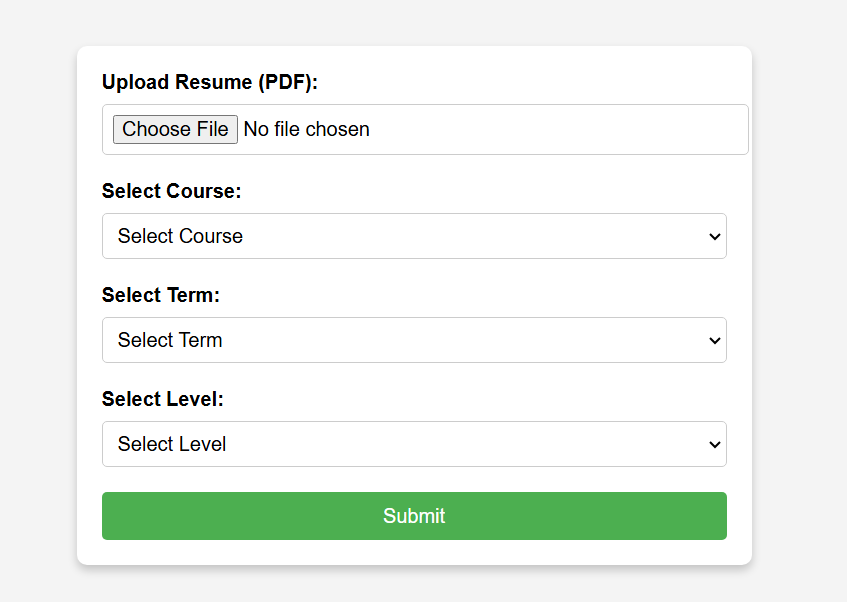 Upload Resume (PDF):
Choose File No file chosen
Select Course:
Select Course
Select Term:
Select Term
Select Level:
Select Level
Submit